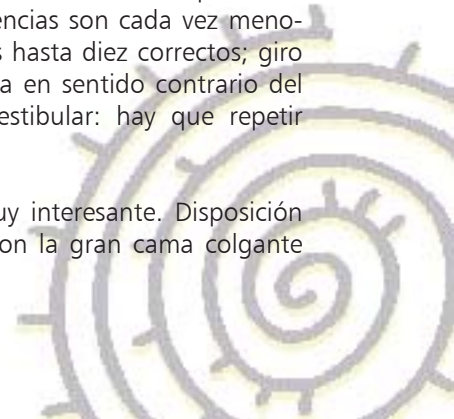 encias son cada vez meno-
s hasta diez correctos; giro
a en sentido contrario del
estibular: hay que repetir
uy interesante. Disposición
on la gran cama colgante